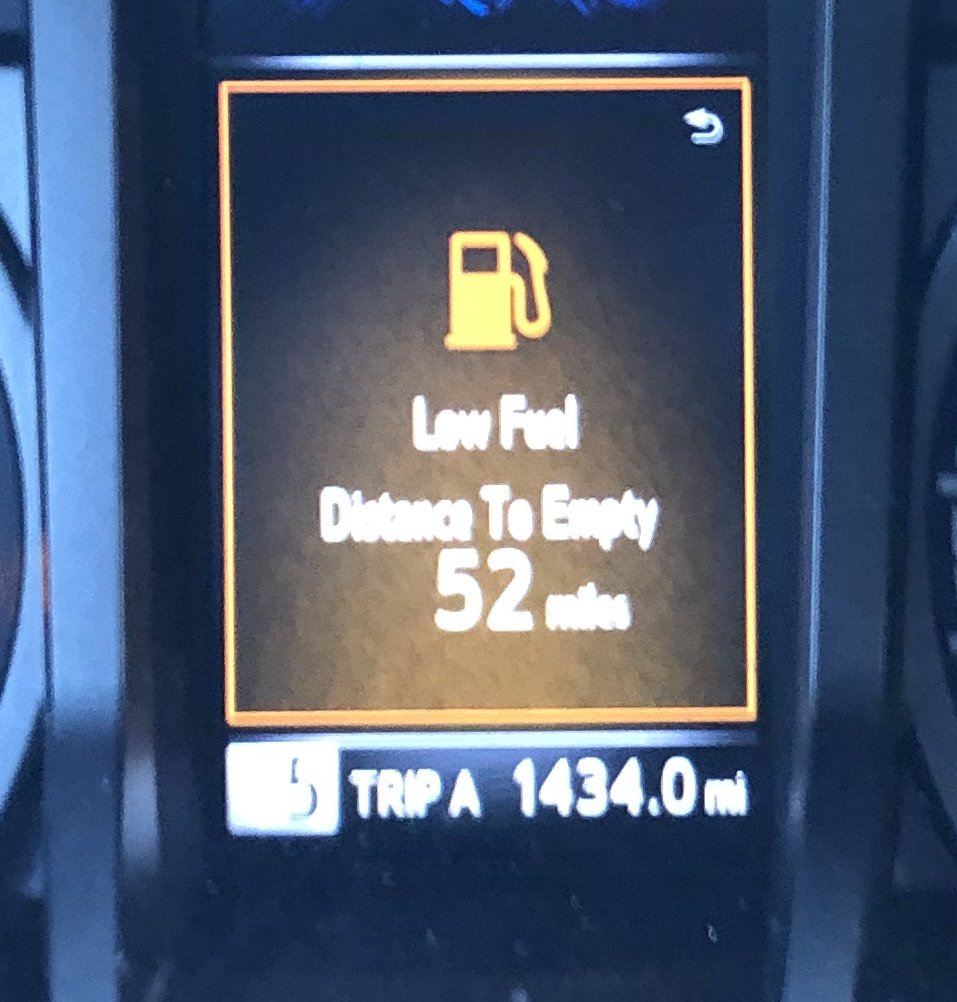 Low Fuel
Distance To Empty
52 miles
TRIP A 1434.0 mi